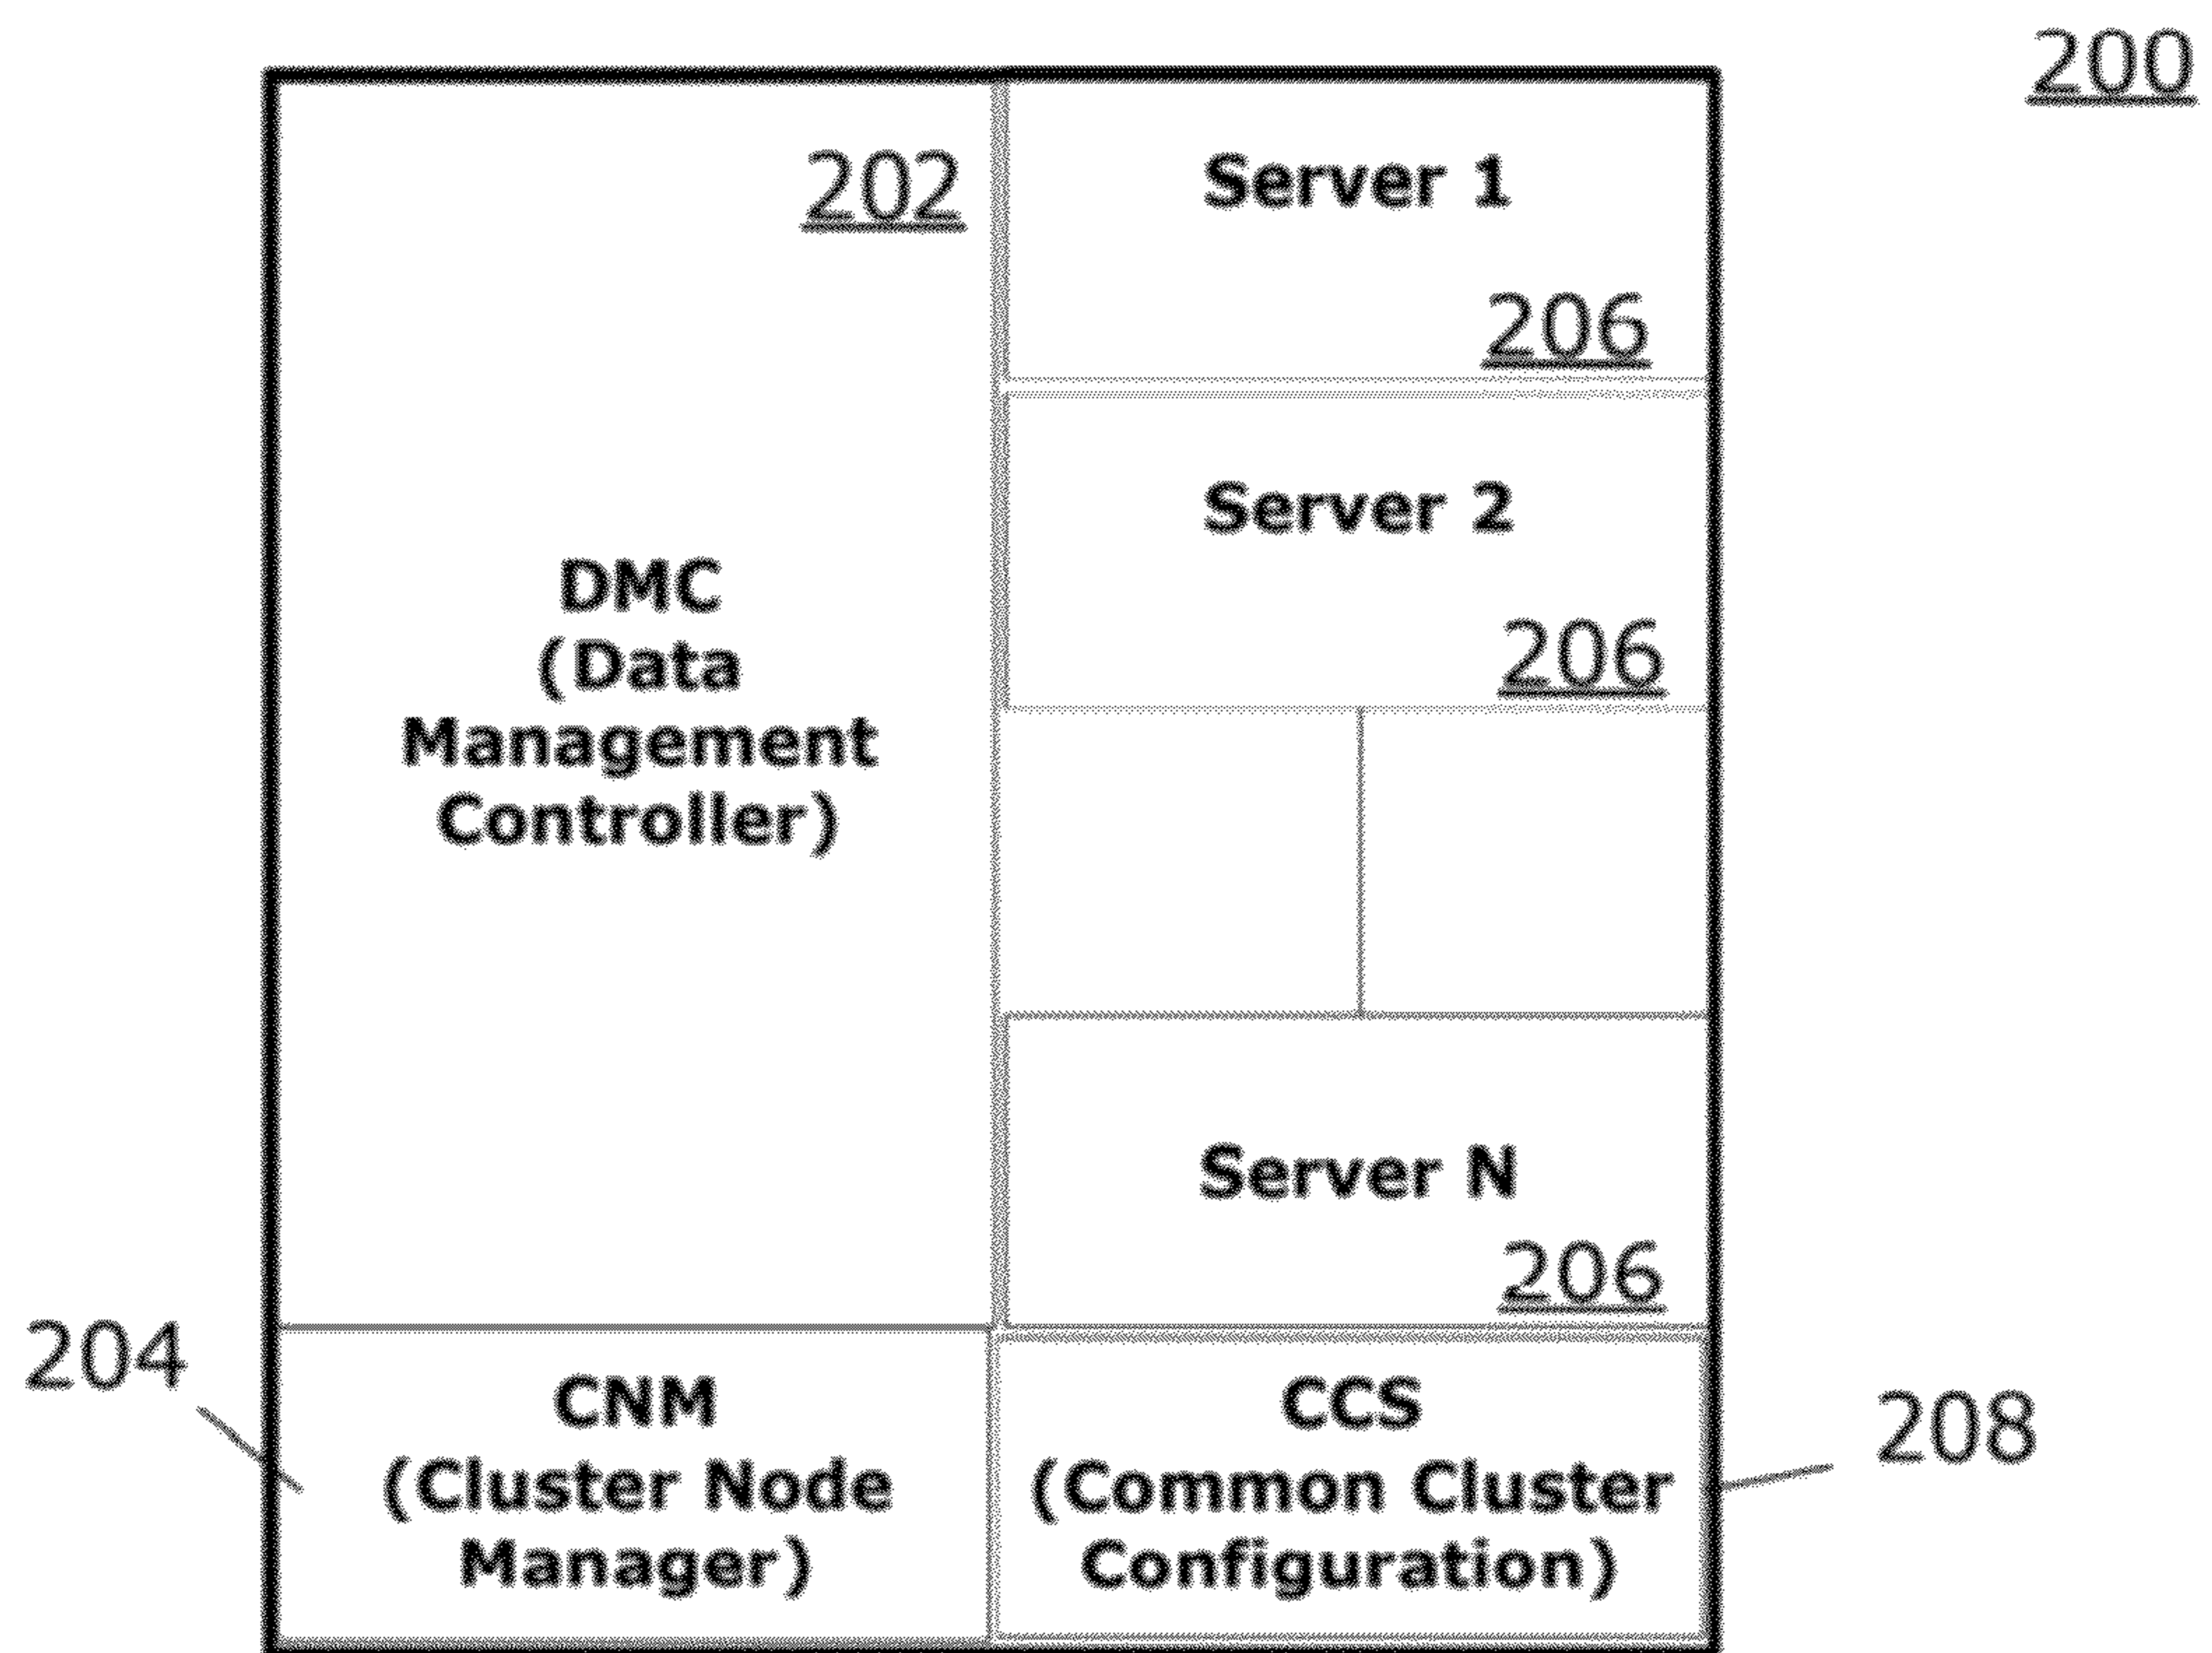 200
202
DMC
(Data
Management
Controller)
Server 1
206
Server 2
206
Server N
206
204
CNM
(Cluster Node
Manager)
CCS
(Common Cluster
Configuration)
208